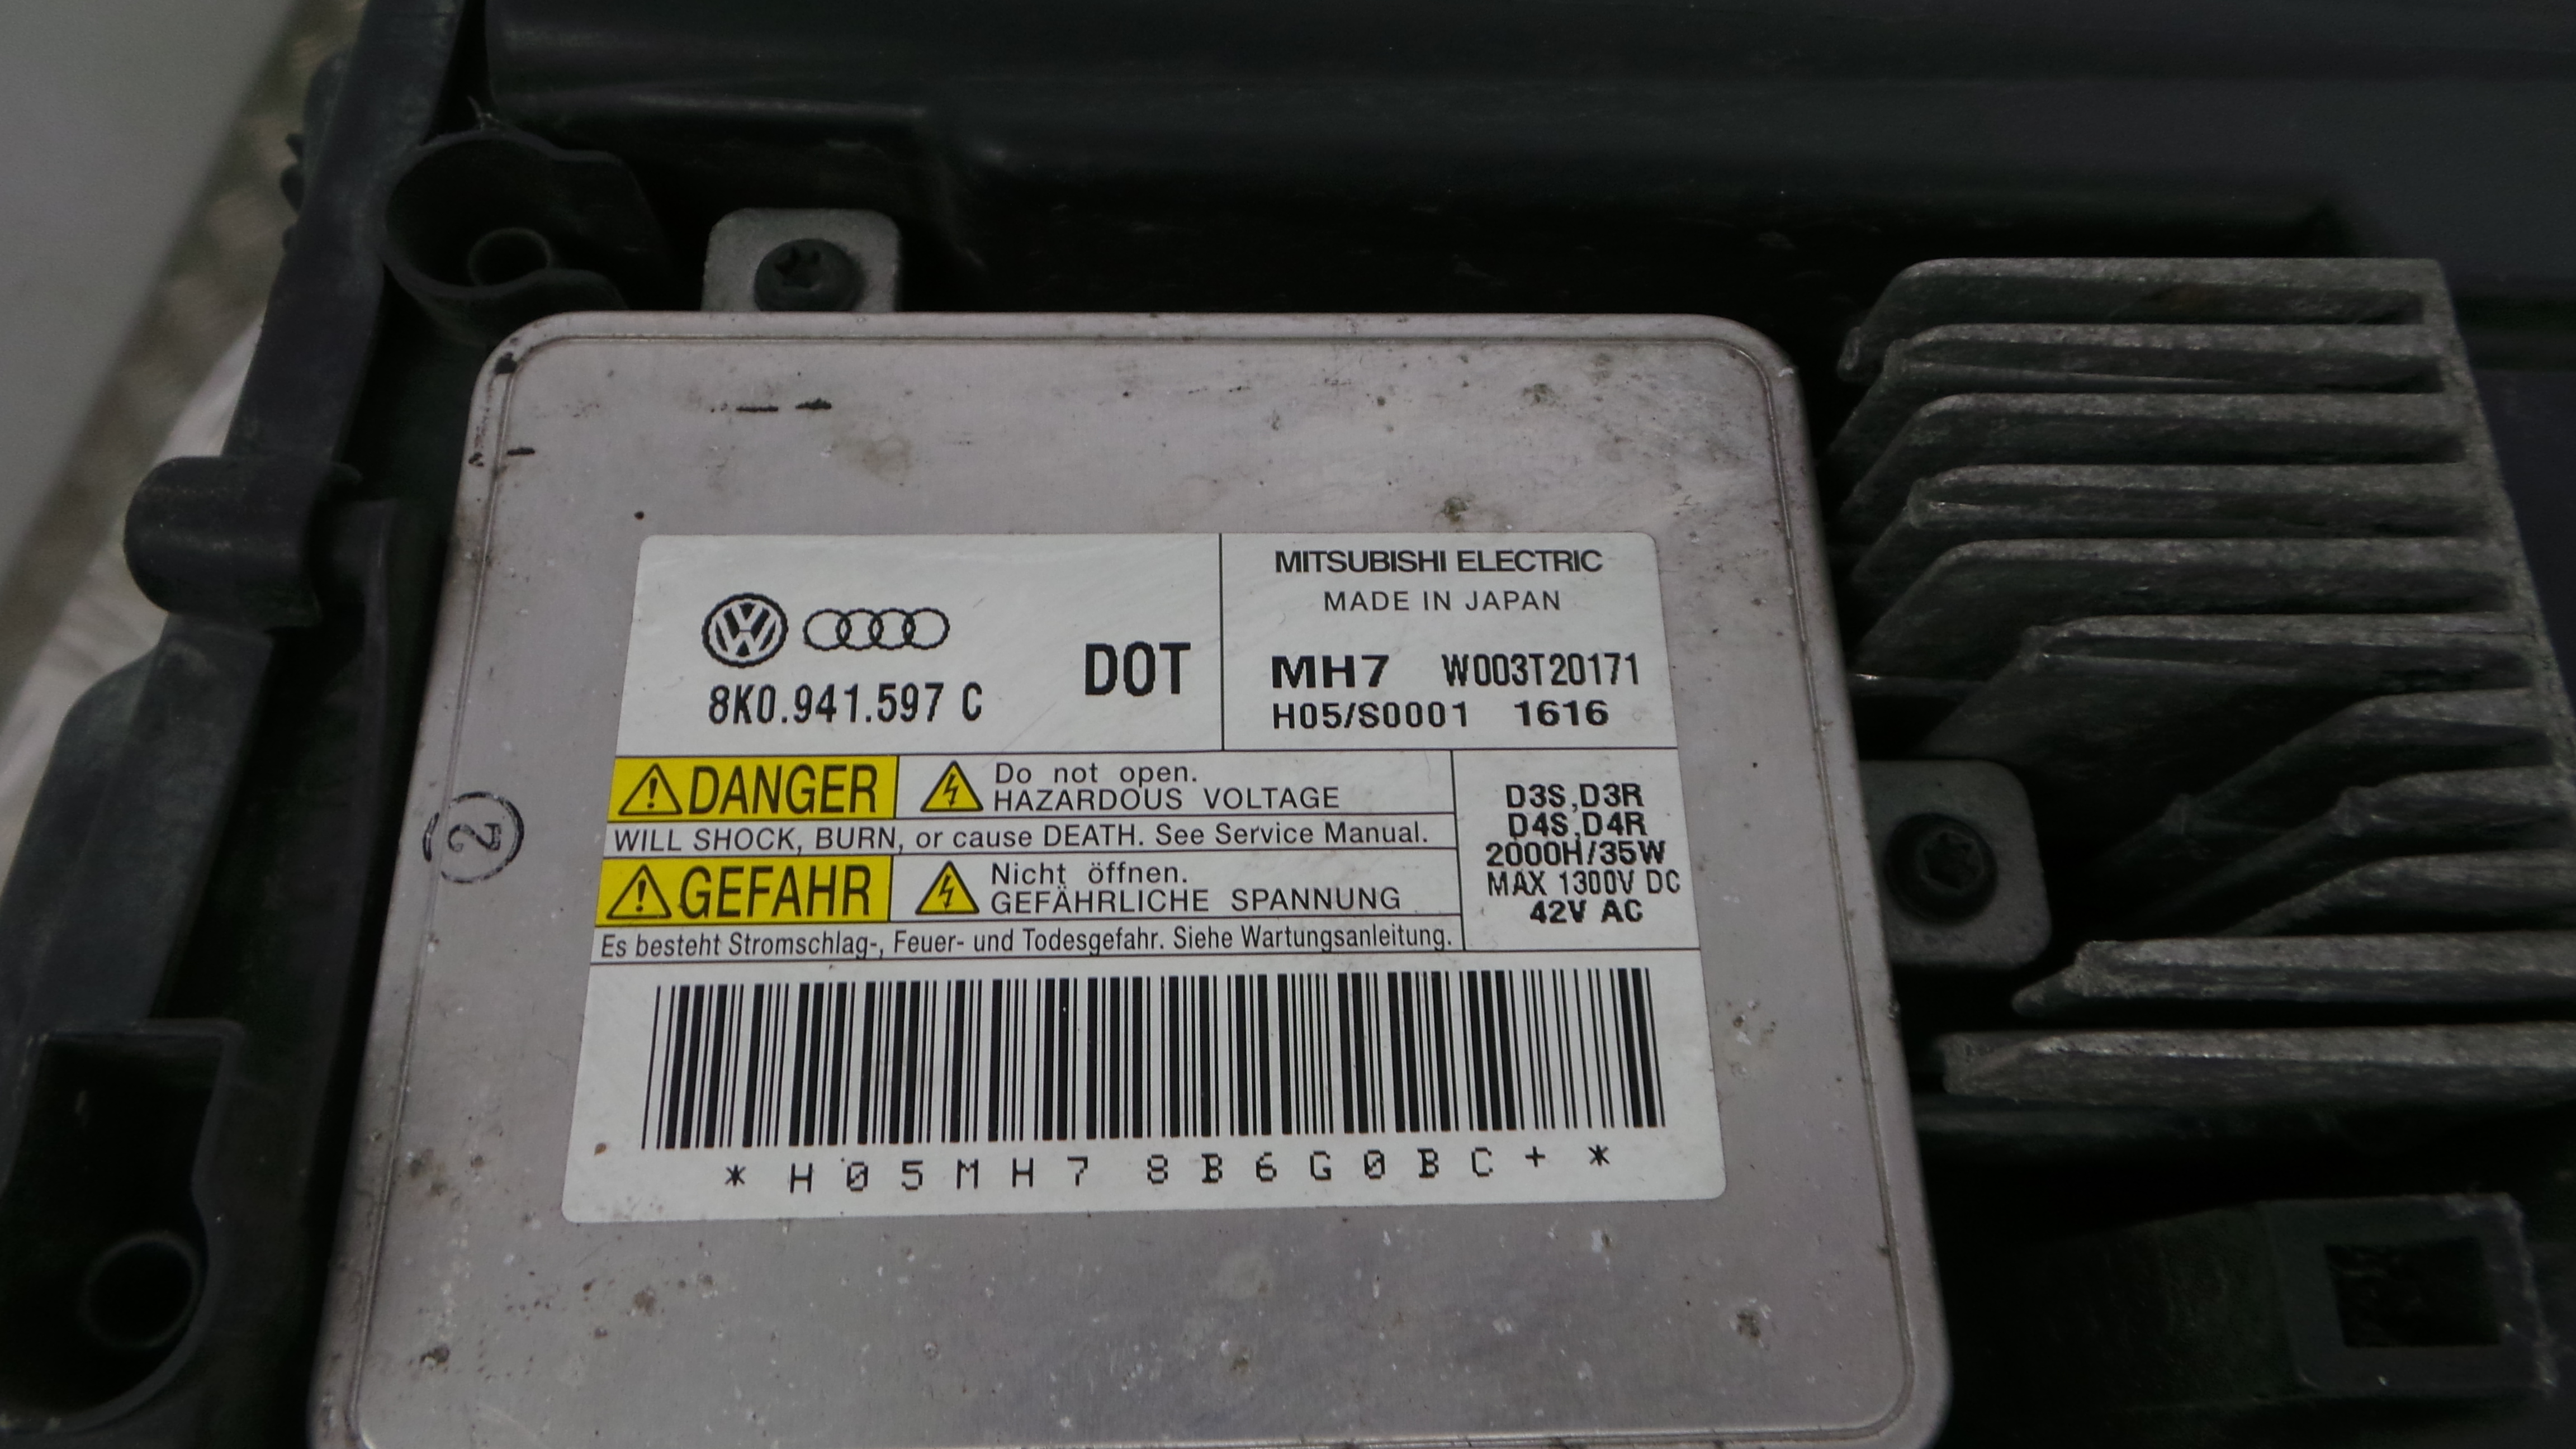 8K0.941.597 C
DOT
MITSUBISHI ELECTRIC
MADE IN JAPAN
MH7 W003T20171
H05/S0001 1616
DANGER
Do not open.
HAZARDOUS VOLTAGE
WILL SHOCK, BURN, or cause DEATH. See Service Manual.
GEFAHR
Nicht öffnen.
GEFÄHRLICHE SPANNUNG
Es besteht Stromschlag-, Feuer- und Todesgefahr. Siehe Wartungsanleitung.
D3S,D3R
D4S,D4R
2000H/35W
MAX 1300V DC
42V AC
*H05MH7 8B6G0BC+*
2